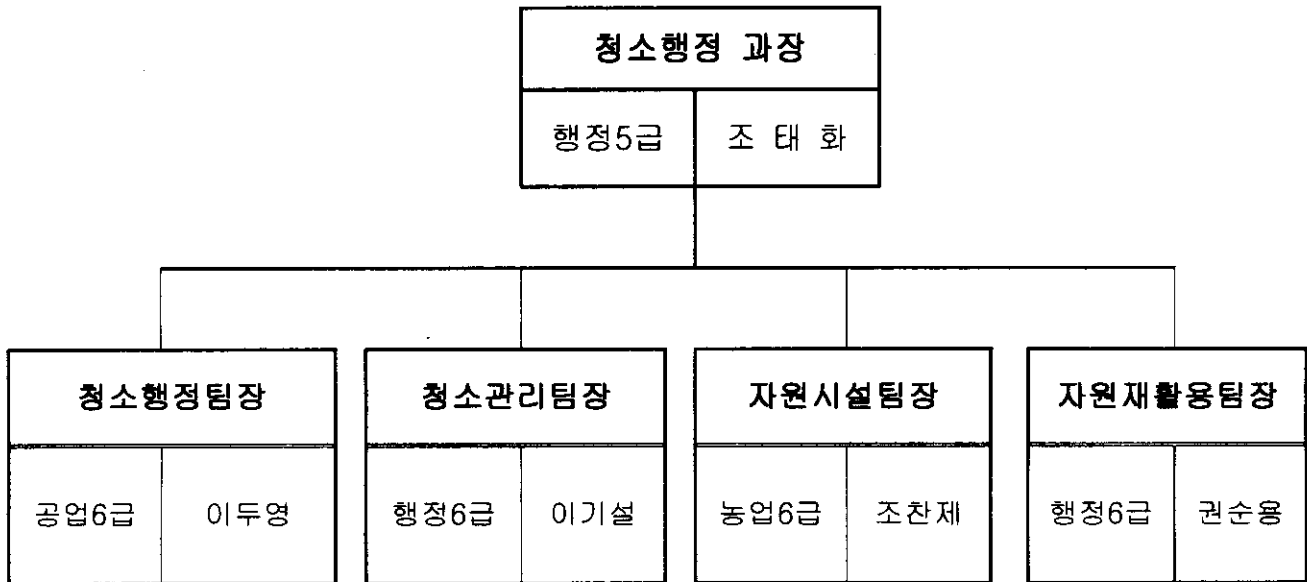 청소행정 과장
행정5급 조 태 화
청소행정팀장 청소관리팀장 자원시설팀장 자원재활용팀장
공업6급 이두영 행정6급 이기설 농업6급 조찬제 행정6급 권순용